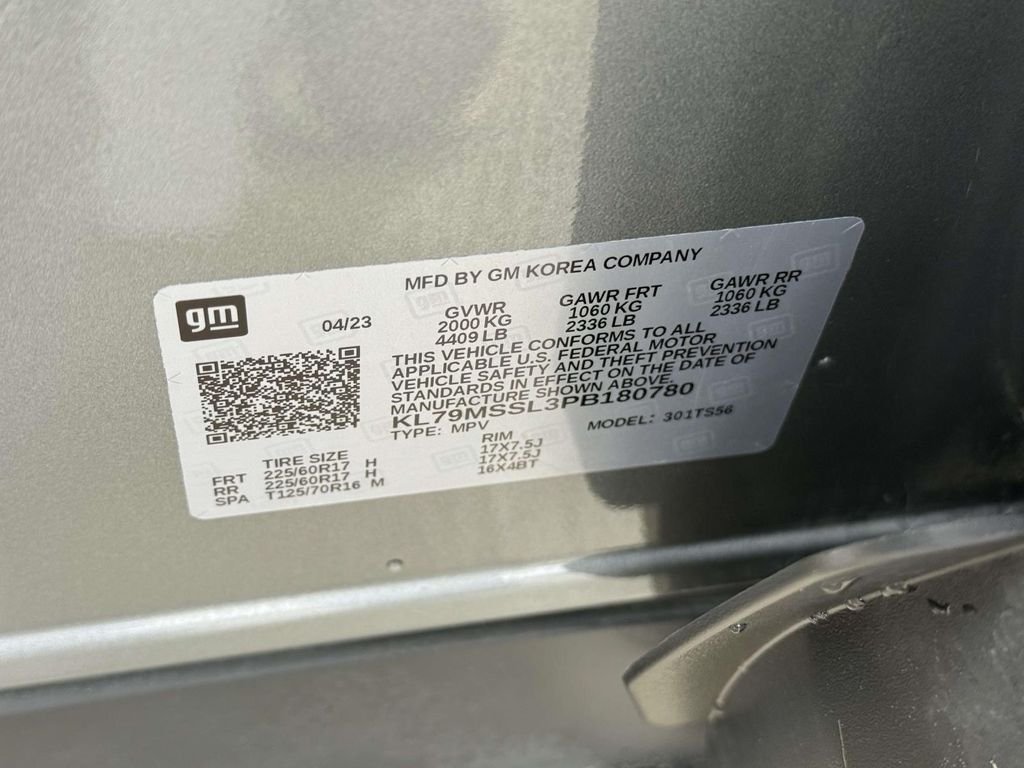 MFD BY GM KOREA COMPANY
gm
04/23
GVWR GAWR FRT GAWR RR
2000 KG 1060 KG 1060 KG
4409 LB 2336 LB 2336 LB
THIS VEHICLE CONFORMS TO ALL
APPLICABLE U.S. FEDERAL MOTOR
VEHICLE SAFETY AND THEFT PREVENTION
STANDARDS IN EFFECT ON THE DATE OF
MANUFACTURE SHOWN ABOVE.
KL79MSSL3PB180780
TYPE: MPV MODEL: 301TS56
TIRE SIZE RIM
FRT 225/60R17 H 17X7.5J
RR 225/60R17 H 17X7.5J
SPA T125/70R16 M 16X4BT